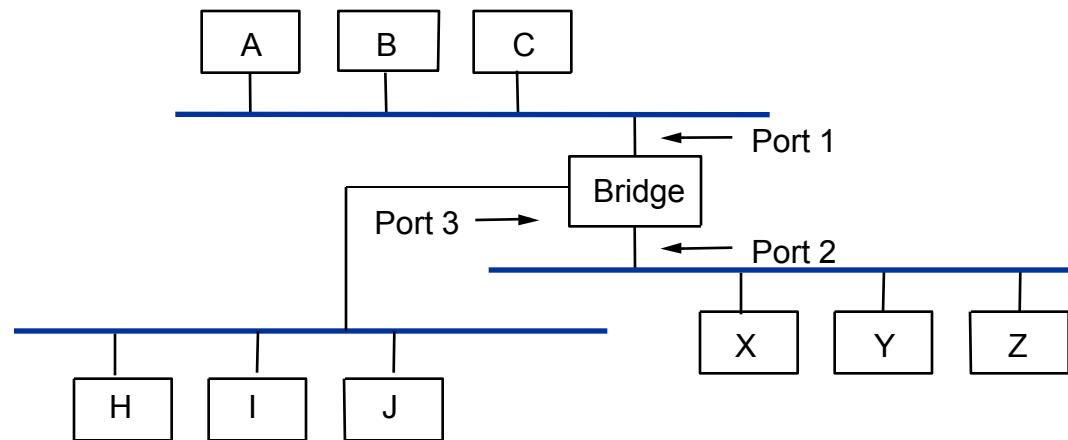 A B C
Port 1
Bridge
Port 3
Port 2
X Y Z
H I J